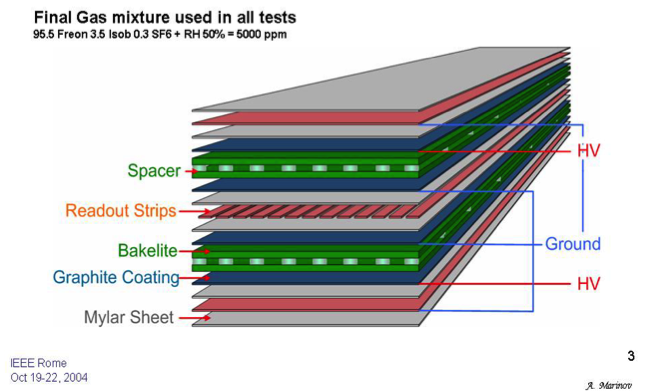 Final Gas mixture used in all tests
95.5 Freon 3.5 Isob 0.3 SF6 + RH 50% = 5000 ppm
HV
Spacer
Readout Strips
Bakelite
Ground
Graphite Coating
HV
Mylar Sheet
3
IEEE Rome
Oct 19-22, 2004
A. Marinov